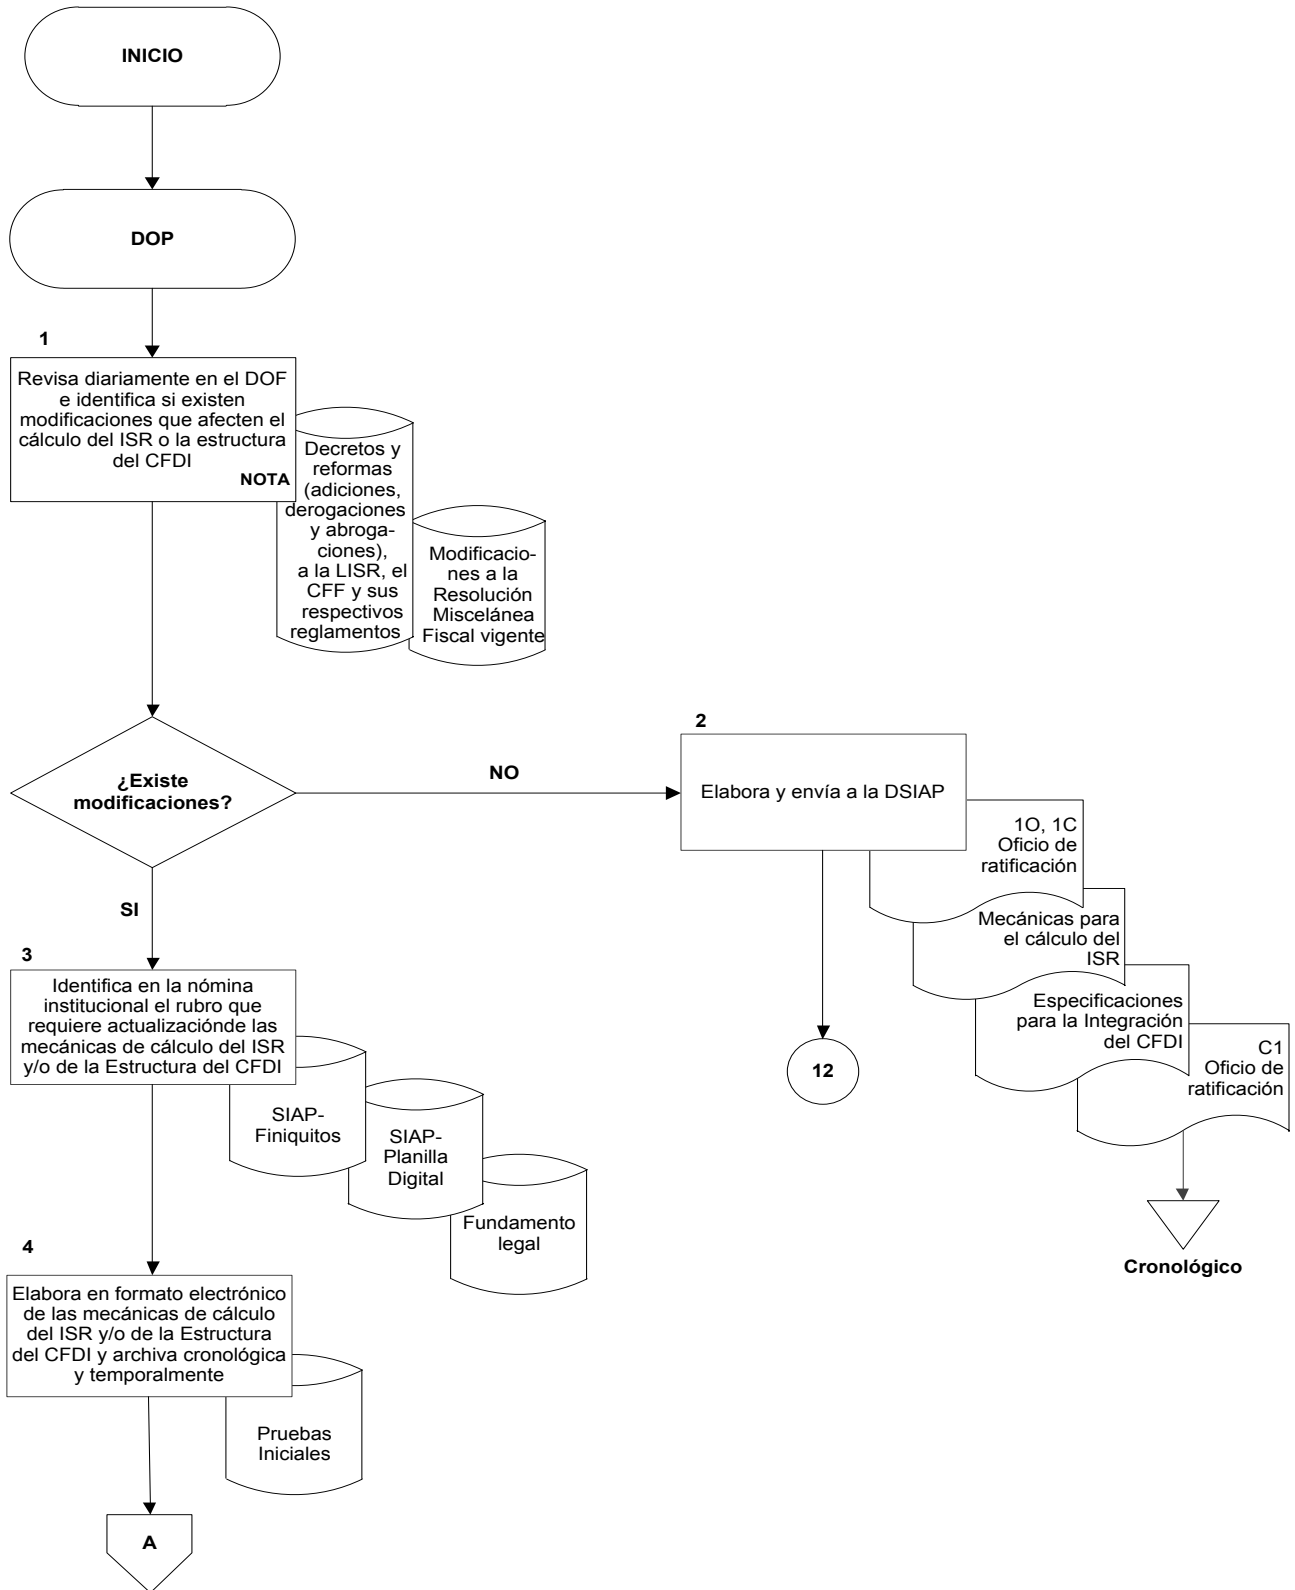 INICIO
DOP
1
Revisa diariamente en el DOF
e identifica si existen
modificaciones que afecten el
cálculo del ISR o la estructura
del CFDI
NOTA
Decretos y
reformas
(adiciones,
derogaciones
y abroga-
ciones),
a la LISR, el
CFF y sus
respectivos
reglamentos
Modificacio-
nes a la
Resolución
Miscelánea
Fiscal vigente
¿Existe
modificaciones?
NO
SI
2
Elabora y envía a la DSIAP
1O, 1C
Oficio de
ratificación
Mecánicas para
el cálculo del
ISR
Especificaciones
para la Integración
del CFDI
C1
Oficio de
ratificación
12
Cronológico
3
Identifica en la nómina
institucional el rubro que
requiere actualizaciónde las
mecánicas de cálculo del ISR
y/o de la Estructura del CFDI
SIAP-
Finiquitos
SIAP-
Planilla
Digital
Fundamento
legal
4
Elabora en formato electrónico
de las mecánicas de cálculo
del ISR y/o de la Estructura
del CFDI y archiva cronológica
y temporalmente
Pruebas
Iniciales
A